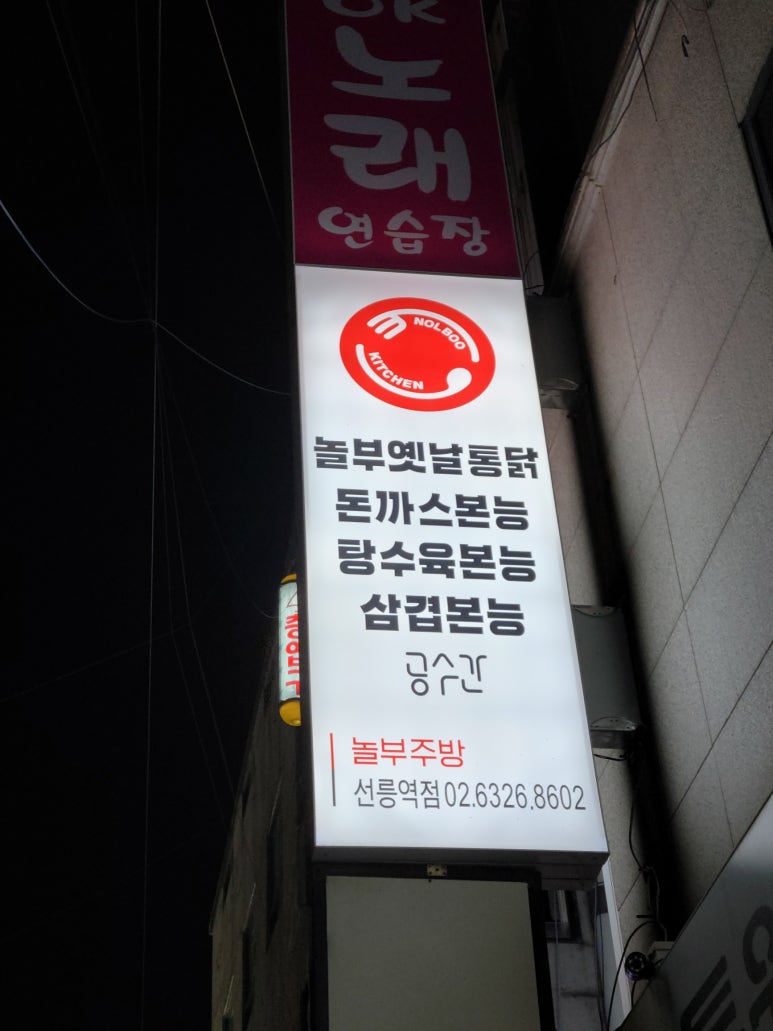 OK
노래
연습장
NOLBOO
KITCHEN
놀부옛날통닭
돈까스본능
탕수육본능
삼겹본능
공수간
놀부주방
선릉역점 02.6326.8602